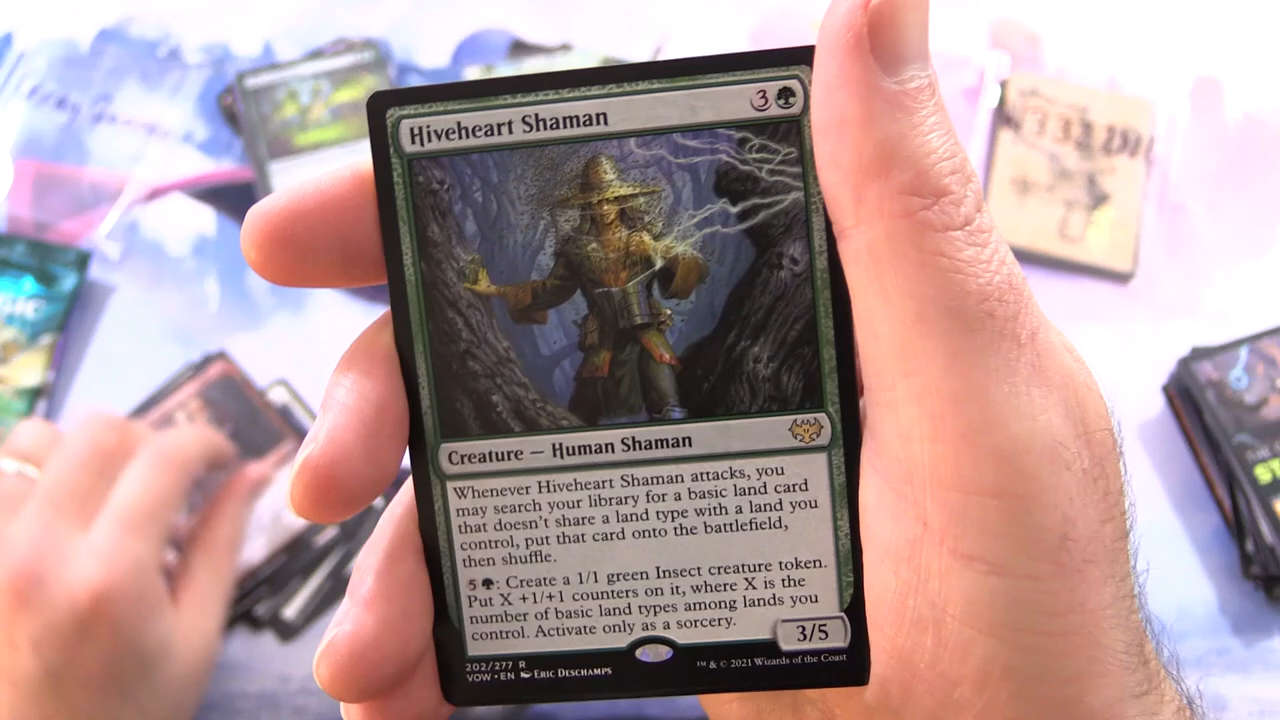 Hiveheart Shaman
3
Creature — Human Shaman
Whenever Hiveheart Shaman attacks, you
may search your library for a basic land card
that doesn't share a land type with a land you
control, put that card onto the battlefield,
then shuffle.
5 : Create a 1/1 green Insect creature token.
Put X +1/+1 counters on it, where X is the
number of basic land types among lands you
control. Activate only as a sorcery.
3/5
202/277 R
VOW • EN ERIC DESCHAMPS
™ & © 2021 Wizards of the Coast